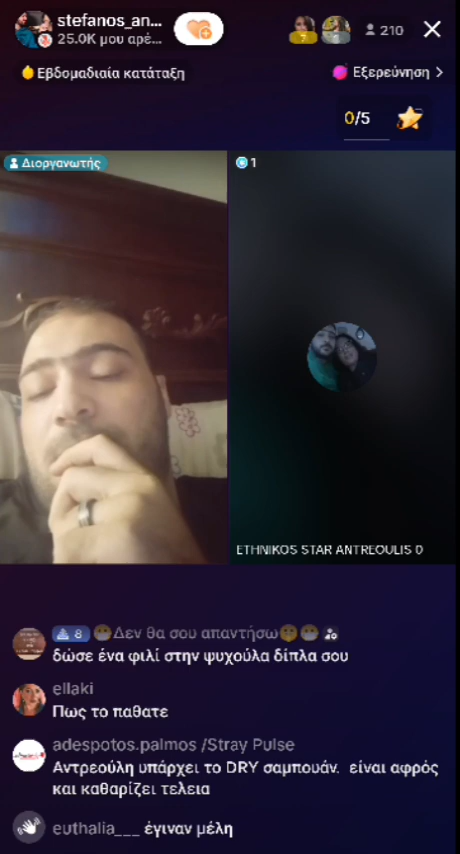 stefanos_an...
25.0K μου αρέ...
210
Εβδομαδιαία κατάταξη
Εξερεύνηση >
0/5
Διοργανωτής
1
ETHNIKOS STAR ANTREOULIS 0
8 Δεν θα σου απαντήσω
δώσε ένα φιλί στην ψυχούλα δίπλα σου
ellaki
Πως το παθατε
adespotos.palmos /Stray Pulse
Αντρεούλη υπάρχει το DRY σαμπουάν. είναι αφρός
και καθαρίζει τελεια
euthalia___ έγιναν μέλη